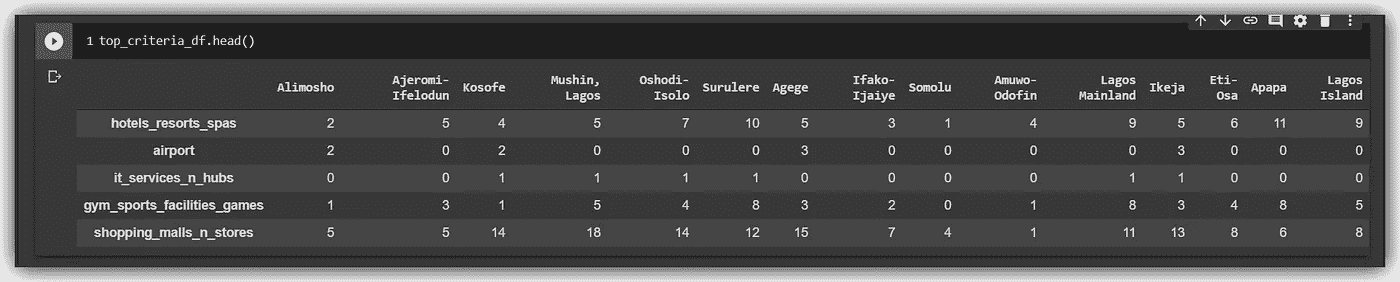 1 top_criteria_df.head()
Alimosho Ajeromi-Ifelodun Kosofe Mushin, Lagos Oshodi-Isolo Surulere Agege Ifako-Ijaiye Somolu Amuwo-Odofin Lagos Mainland Ikeja Eti-Osa Apapa Lagos Island
hotels_resorts_spas 2 5 4 5 7 10 5 3 1 4 9 5 6 11 9
airport 2 0 2 0 0 0 3 0 0 0 0 3 0 0 0
it_services_n_hubs 0 0 1 1 1 1 0 0 0 0 1 1 0 0 0
gym_sports_facilities_games 1 3 1 5 4 8 3 2 0 1 8 3 4 8 5
shopping_malls_n_stores 5 5 14 18 14 12 15 7 4 1 11 13 8 6 8